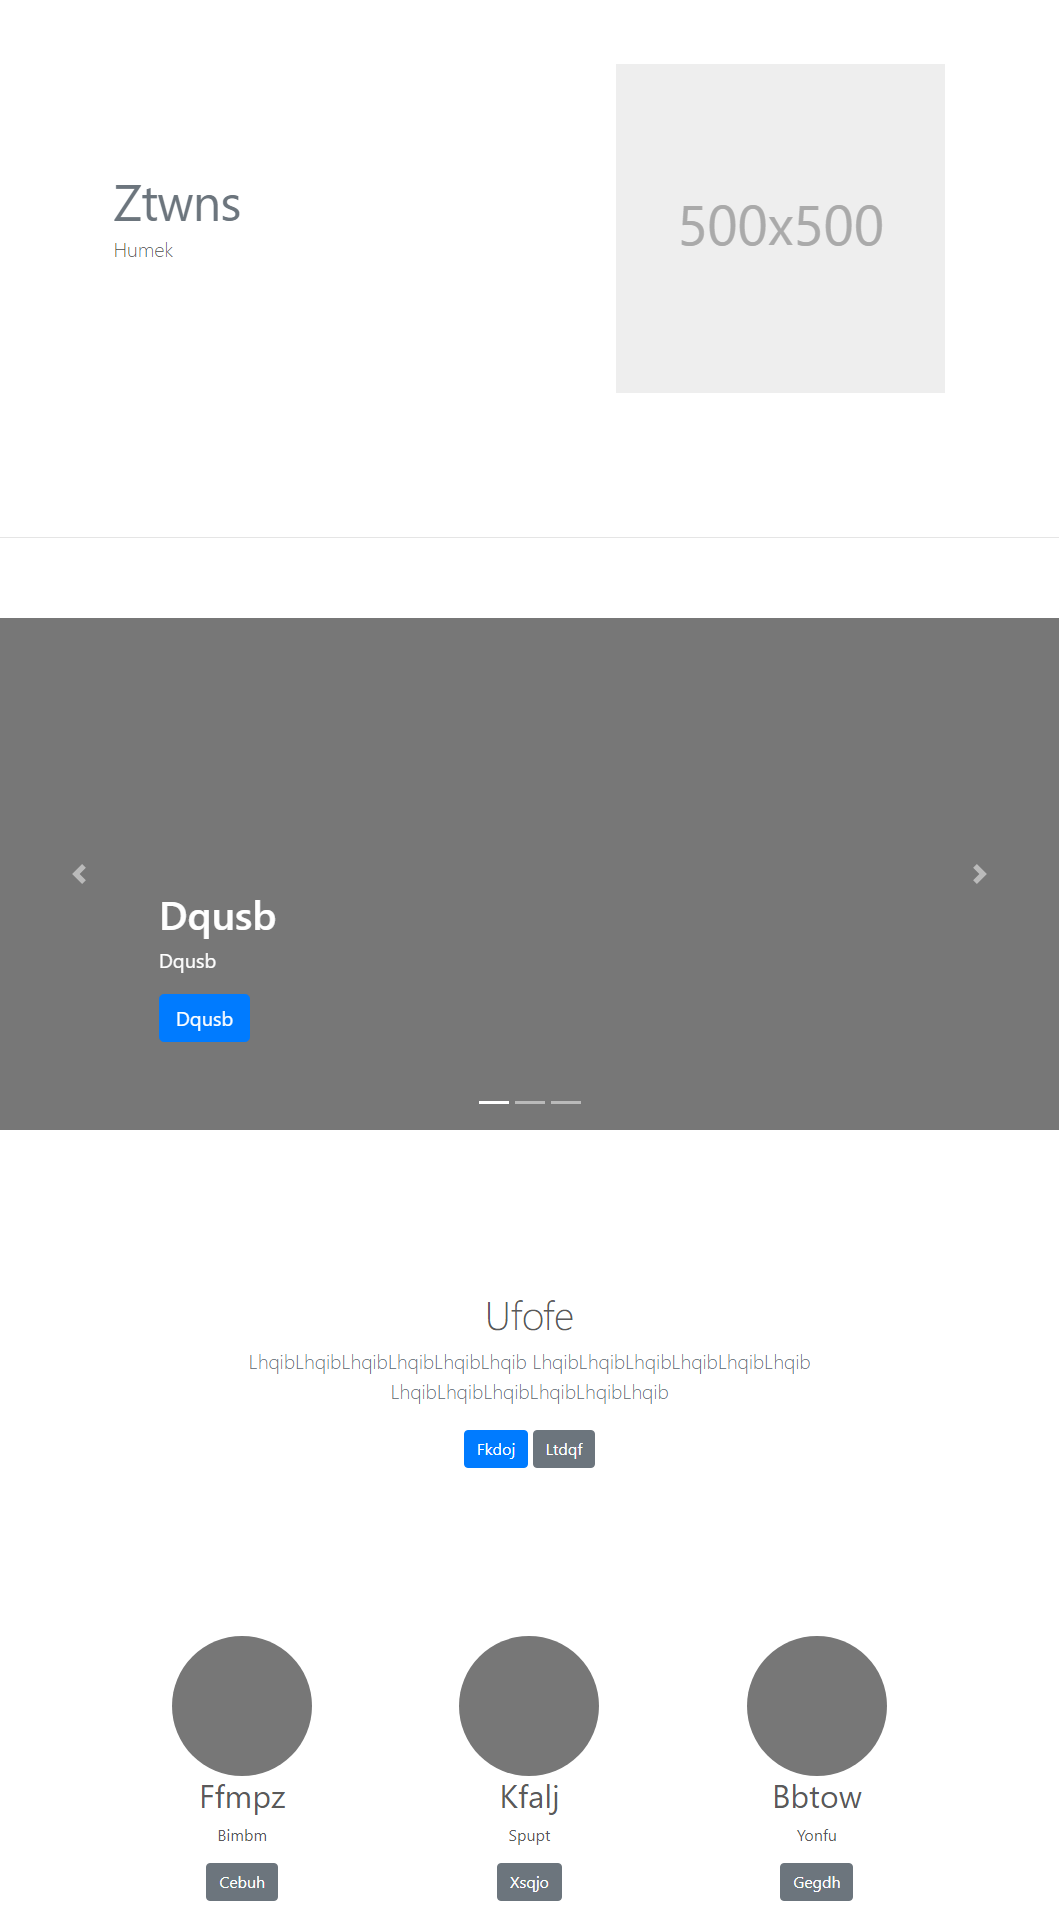 Ztwns
Humek
500x500
Dqusb
Dqusb
Dqusb
Ufofe
LhqibLhqibLhqibLhqibLhqibLhqib LhqibLhqibLhqibLhqibLhqibLhqib
LhqibLhqibLhqibLhqibLhqibLhqib
Fkdoj Ltdqf
Ffmpz
Bimbm
Cebuh
Kfalj
Spupt
Xsqjo
Bbtow
Yonfu
Gegdh